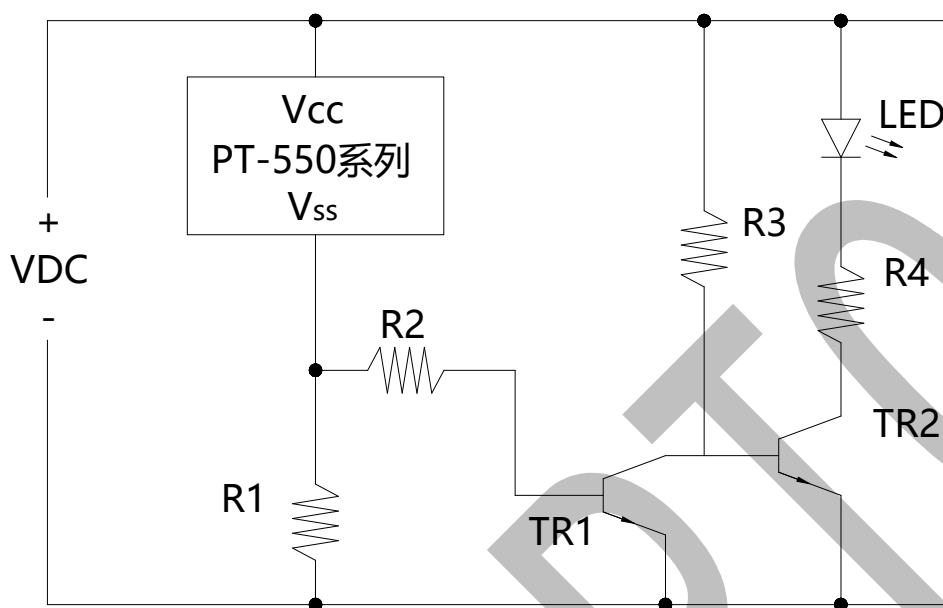 Vcc
PT-550系列
Vss
+
VDC
-
R1
R2
R3
LED
R4
TR1
TR2